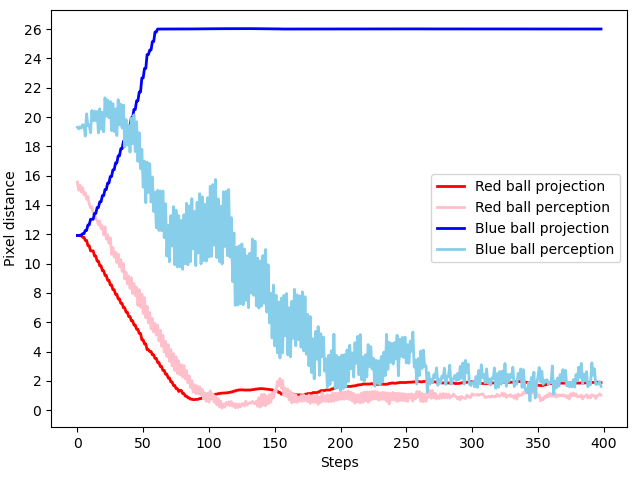 26
24
22
20
18
16
14
12
10
8
6
4
2
0
Pixel distance
Red ball projection
Red ball perception
Blue ball projection
Blue ball perception
0 50 100 150 200 250 300 350 400
Steps